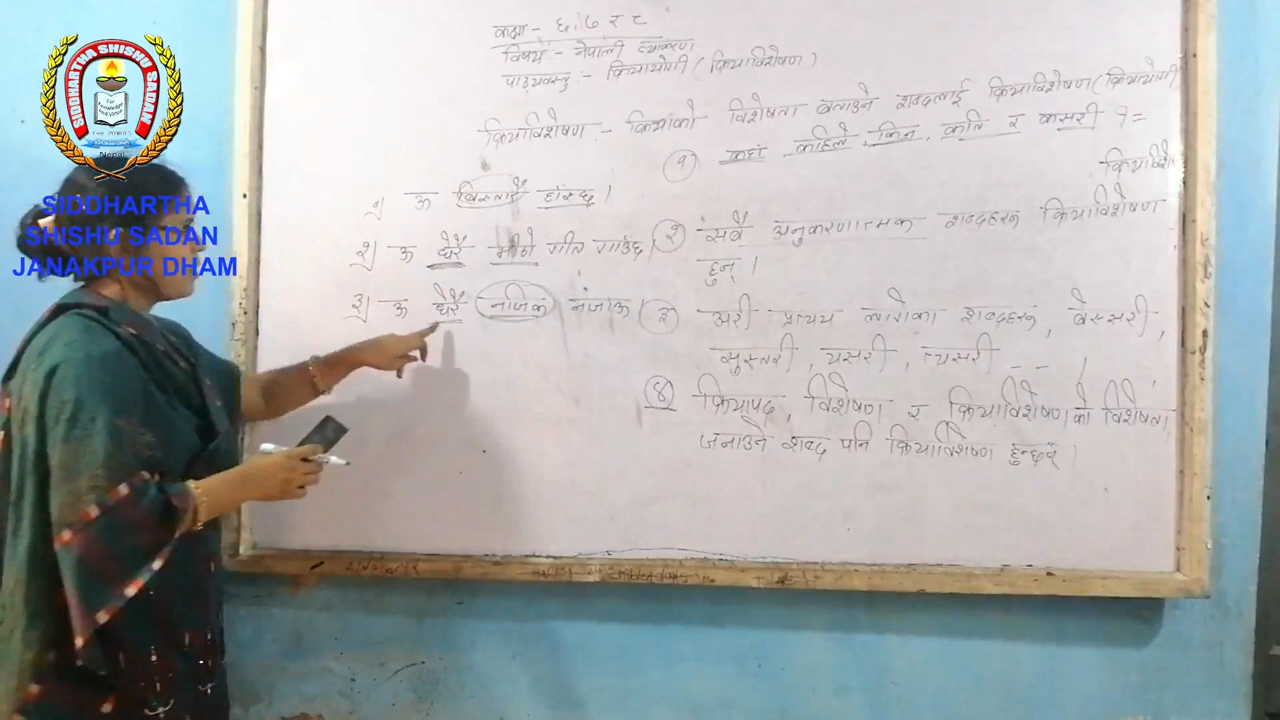 SIDDHARTHA SHISHU SADAN
For
Knowledge
Nepal
SIDDHARTHA
SHISHU SADAN
JANAKPUR DHAM
कक्षा - ६, ७ र ८
विषय :- नेपाली व्याकरण
पाठ्यवस्तु :- क्रियायोगी (क्रियाविशेषण)
क्रियाविशेषण - क्रियाको विशेषता बताउने शब्दलाई क्रियाविशेषण (क्रियायोगी
१ कहाँ कहिले, किन, कति र कसरी ? =
क्रियाविशे
१) ऊ बिस्तारै हाँस्छ ।
२) ऊ धेरै मीठो गीत गाउँछ
३) ऊ धेरै नजिक नजाऊ
२ सबै अनुकरणात्मक शब्दहरू क्रियाविशेषण
हुन् ।
३ अरी प्रत्यय लागेका शब्दहरू, बेस्सरी,
सुस्तरी, यसरी, त्यसरी - - ।
४ क्रियापद, विशेषण र क्रियाविशेषणको विशेषता
जनाउने शब्द पनि क्रियाविशेषण हुन्छन् ।